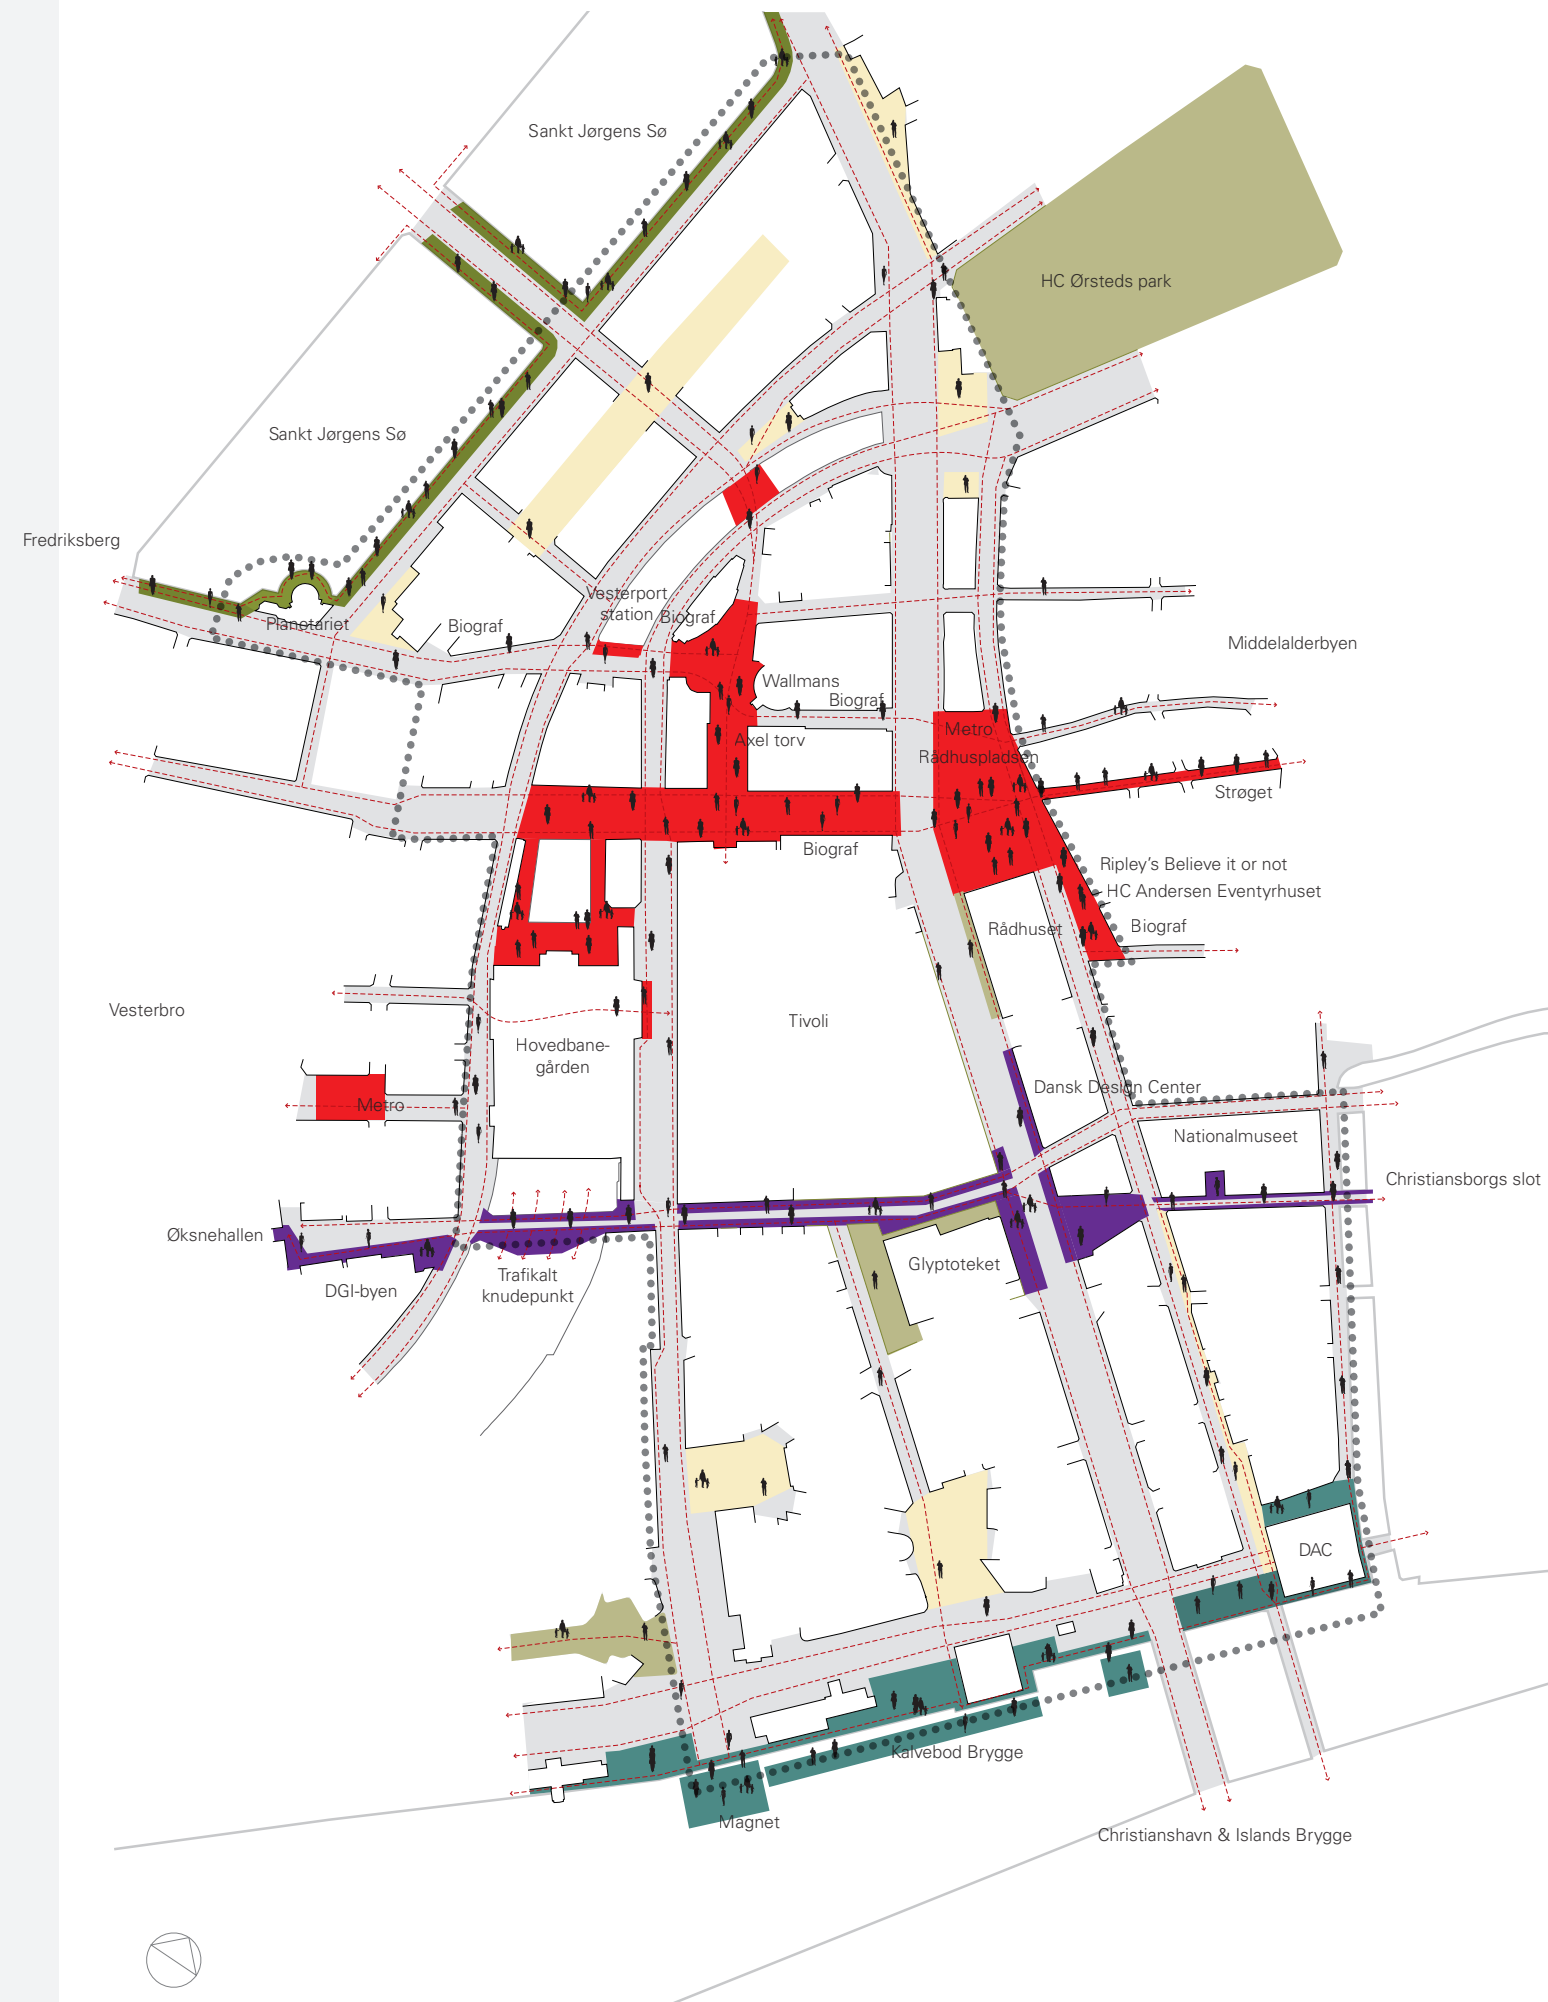 Sankt Jørgens Sø
HC Ørsteds park
Sankt Jørgens Sø
Fredriksberg
Vesterport
station
Biograf
Planetariet
Biograf
Middelalderbyen
Wallmans
Biograf
Metro
Axel torv
Rådhuspladsen
Strøget
Biograf
Ripley's Believe it or not
HC Andersen Eventyrhuset
Biograf
Rådhuset
Vesterbro
Tivoli
Hovedbane-
gården
Dansk Design Center
Metro
Nationalmuseet
Christiansborgs slot
Øksnehallen
Glyptoteket
Trafikalt
knudepunkt
DGI-byen
DAC
Kalvebod Brygge
Magnet
Christianshavn & Islands Brygge